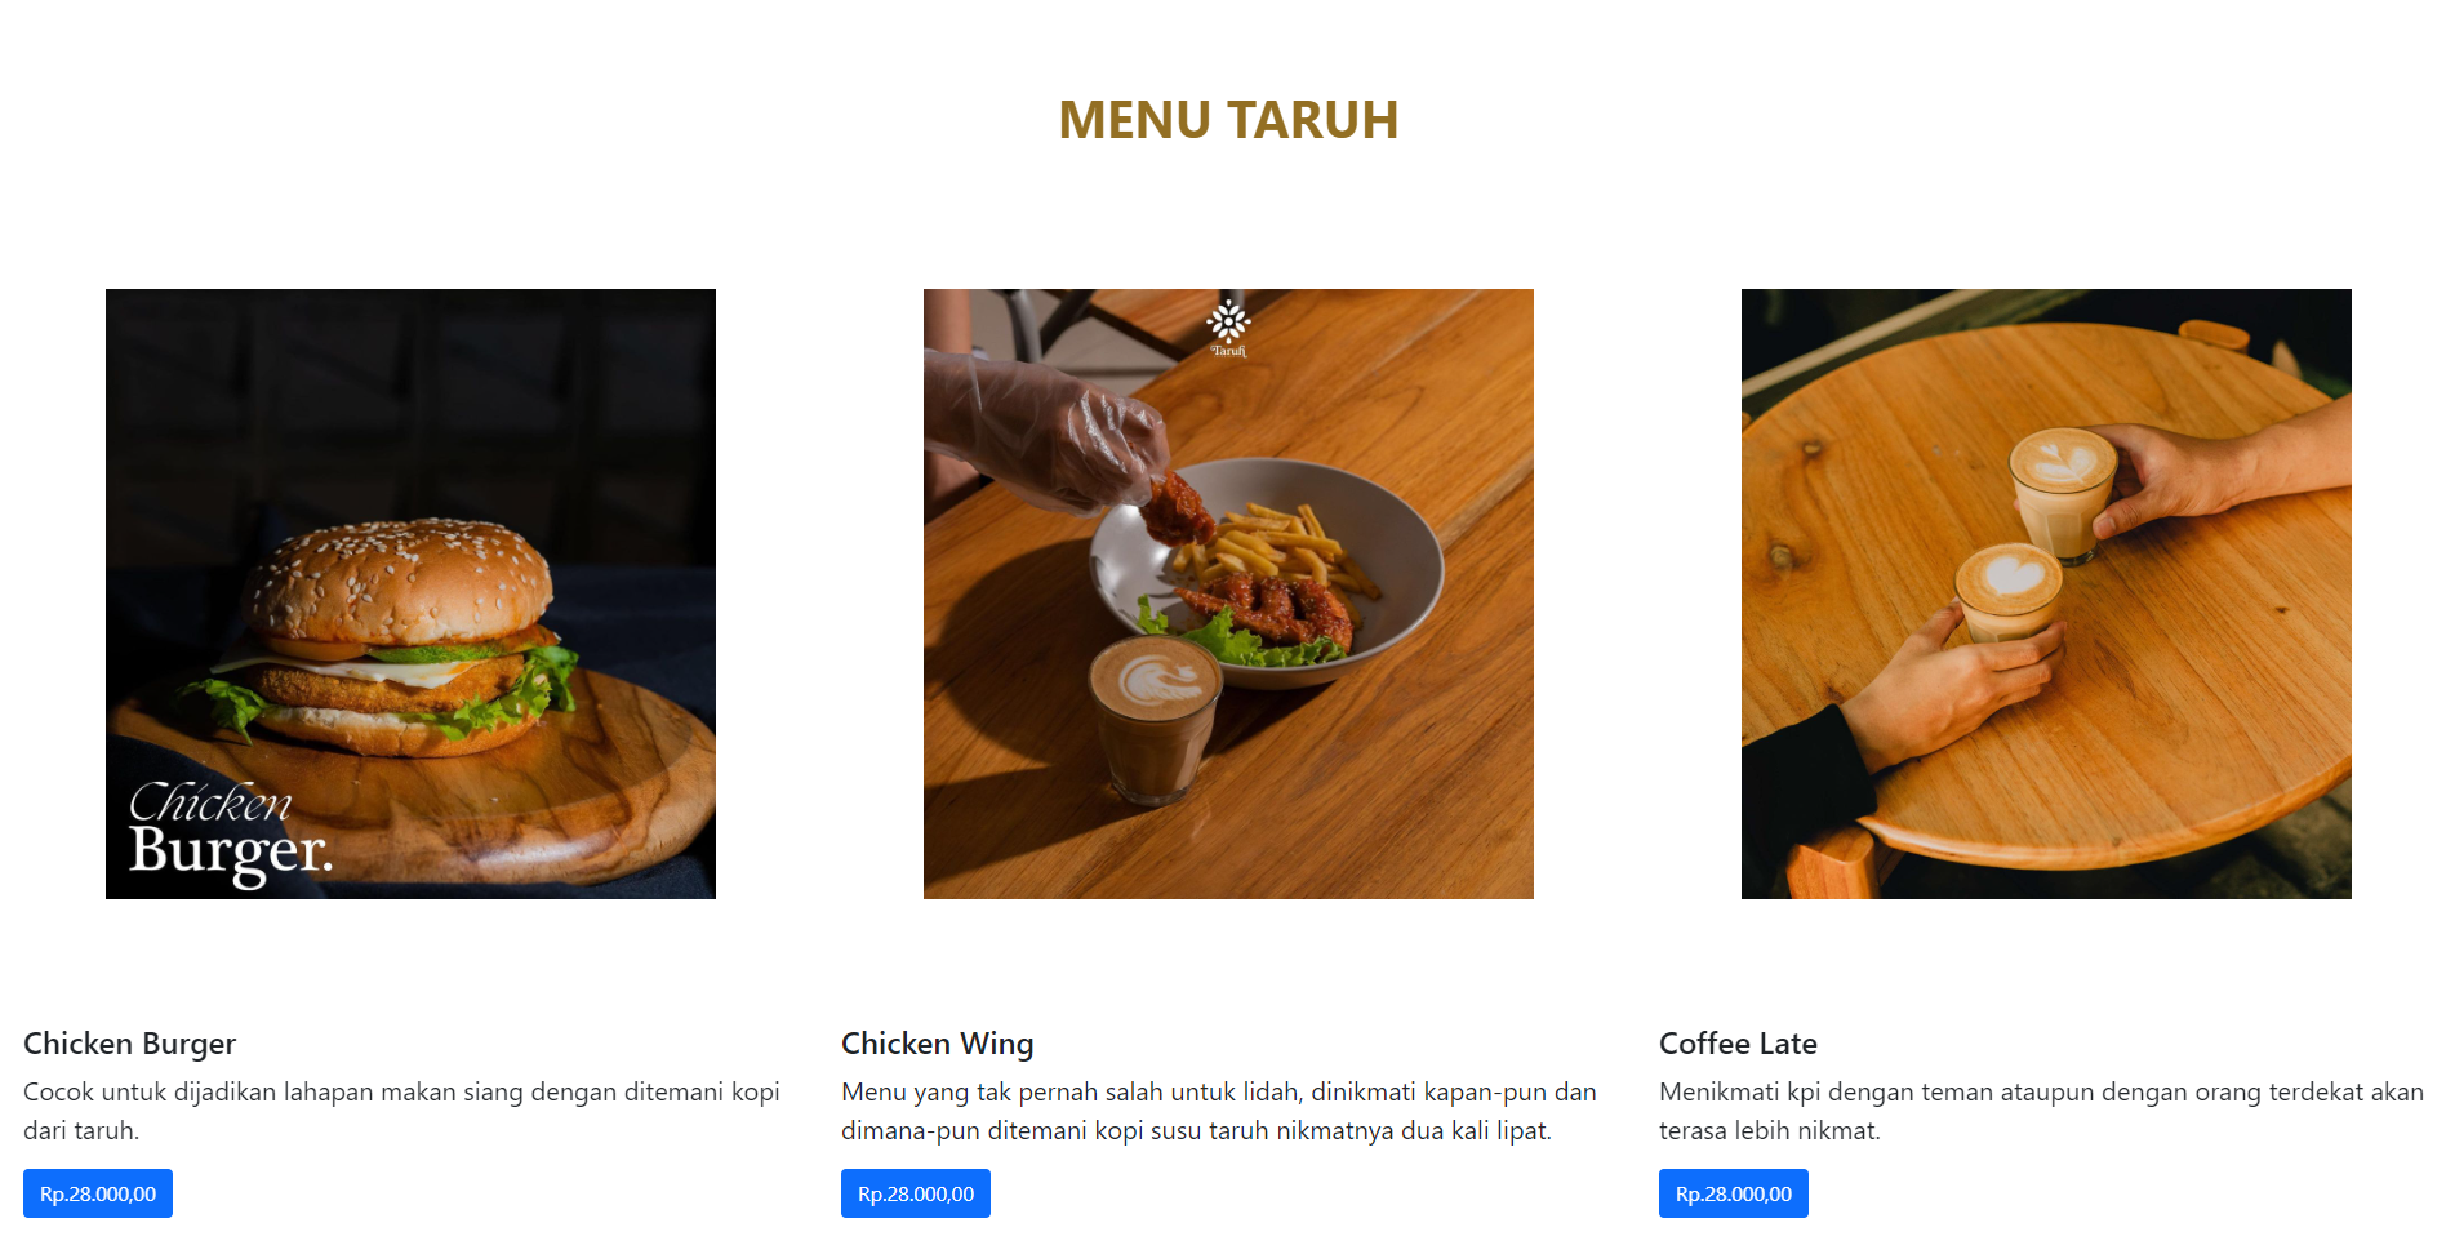 MENU TARUH
Taruh
Chicken
Burger.
Chicken Burger
Cocok untuk dijadikan lahapan makan siang dengan ditemani kopi
dari taruh.
Rp.28.000,00
Chicken Wing
Menu yang tak pernah salah untuk lidah, dinikmati kapan-pun dan
dimana-pun ditemani kopi susu taruh nikmatnya dua kali lipat.
Rp.28.000,00
Coffee Late
Menikmati kpi dengan teman ataupun dengan orang terdekat akan
terasa lebih nikmat.
Rp.28.000,00